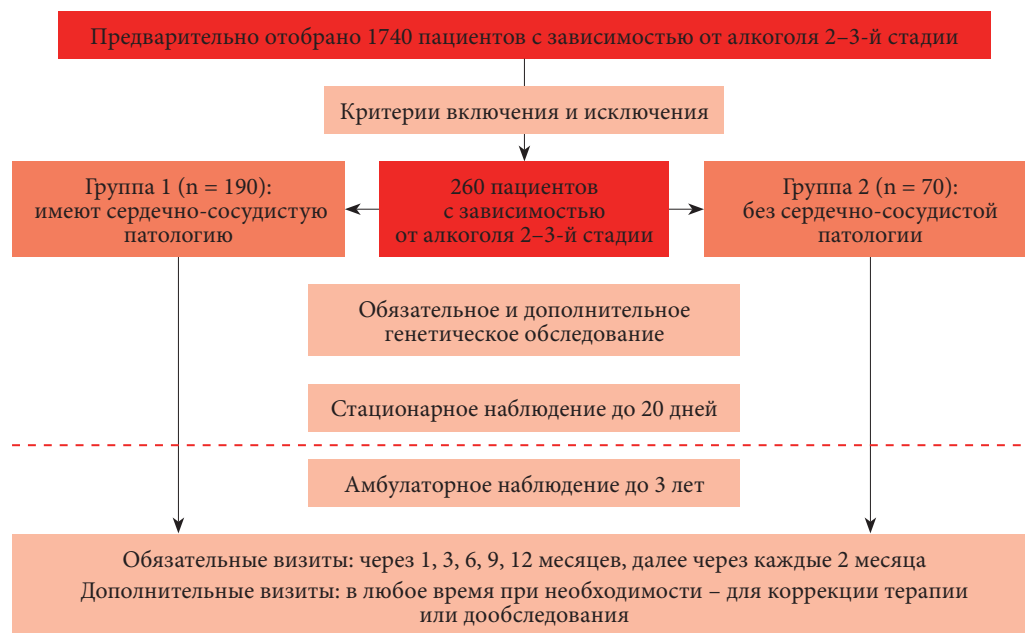 Предварительно отобрано 1740 пациентов с зависимостью от алкоголя 2–3-й стадии
Критерии включения и исключения
Группа 1 (n = 190):
имеют сердечно-сосудистую
патологию
260 пациентов
с зависимостью
от алкоголя 2–3-й стадии
Группа 2 (n = 70):
без сердечно-сосудистой
патологии
Обязательное и дополнительное
генетическое обследование
Стационарное наблюдение до 20 дней
Амбулаторное наблюдение до 3 лет
Обязательные визиты: через 1, 3, 6, 9, 12 месяцев, далее через каждые 2 месяца
Дополнительные визиты: в любое время при необходимости – для коррекции терапии
или дообследования